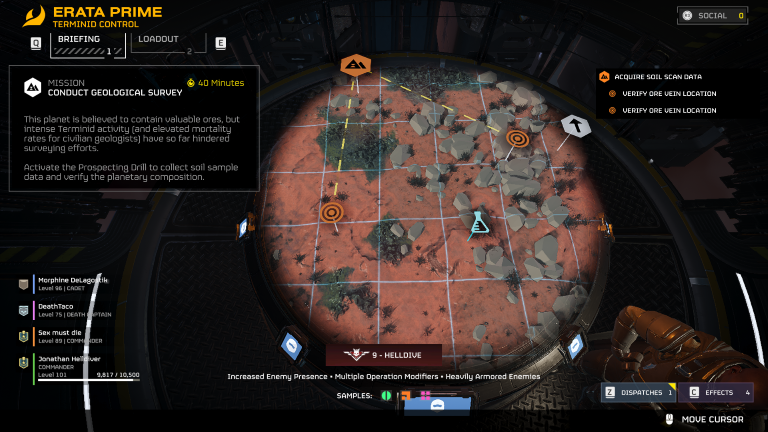 ERATA PRIME
TERMINID CONTROL
Q
BRIEFING
1
LOADOUT
2
E
SOCIAL 0
MISSION
CONDUCT GEOLOGICAL SURVEY
40 Minutes
This planet is believed to contain valuable ores, but
intense Terminid activity (and elevated mortality
rates for civilian geologists) have so far hindered
surveying efforts.
Activate the Prospecting Drill to collect soil sample
data and verify the planetary composition.
ACQUIRE SOIL SCAN DATA
VERIFY ORE VEIN LOCATION
VERIFY ORE VEIN LOCATION
Morphine DeLagostik
Level 96 | CADET
DeathTaco
Level 75 | DEATH CAPTAIN
Sex must die
Level 89 | COMMANDER
Jonathan Helldiver
COMMANDER
Level 101
9,817 / 10,500
9 - HELLDIVE
Increased Enemy Presence • Multiple Operation Modifiers • Heavily Armored Enemies
SAMPLES:
Z DISPATCHES 1
C EFFECTS 4
MOVE CURSOR